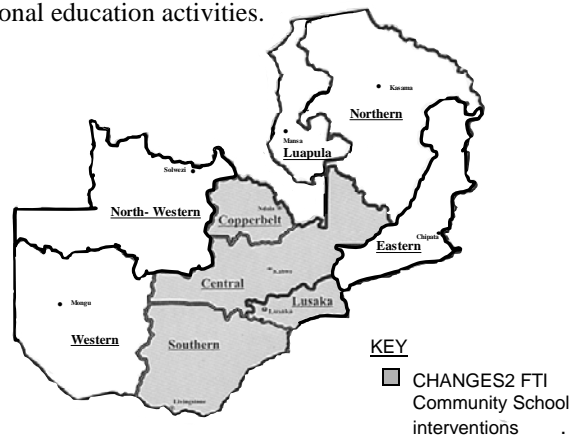 onal education activities.
Kasama
Northern
Mansa
Luapula
Solwezi
North- Western
Ndola
Copperbelt
Eastern
Chipata
Central
Kabwe
Lusaka
Lusaka
Mongu
Western
Southern
Livingstone
KEY
CHANGES2 FTI
Community School
interventions .